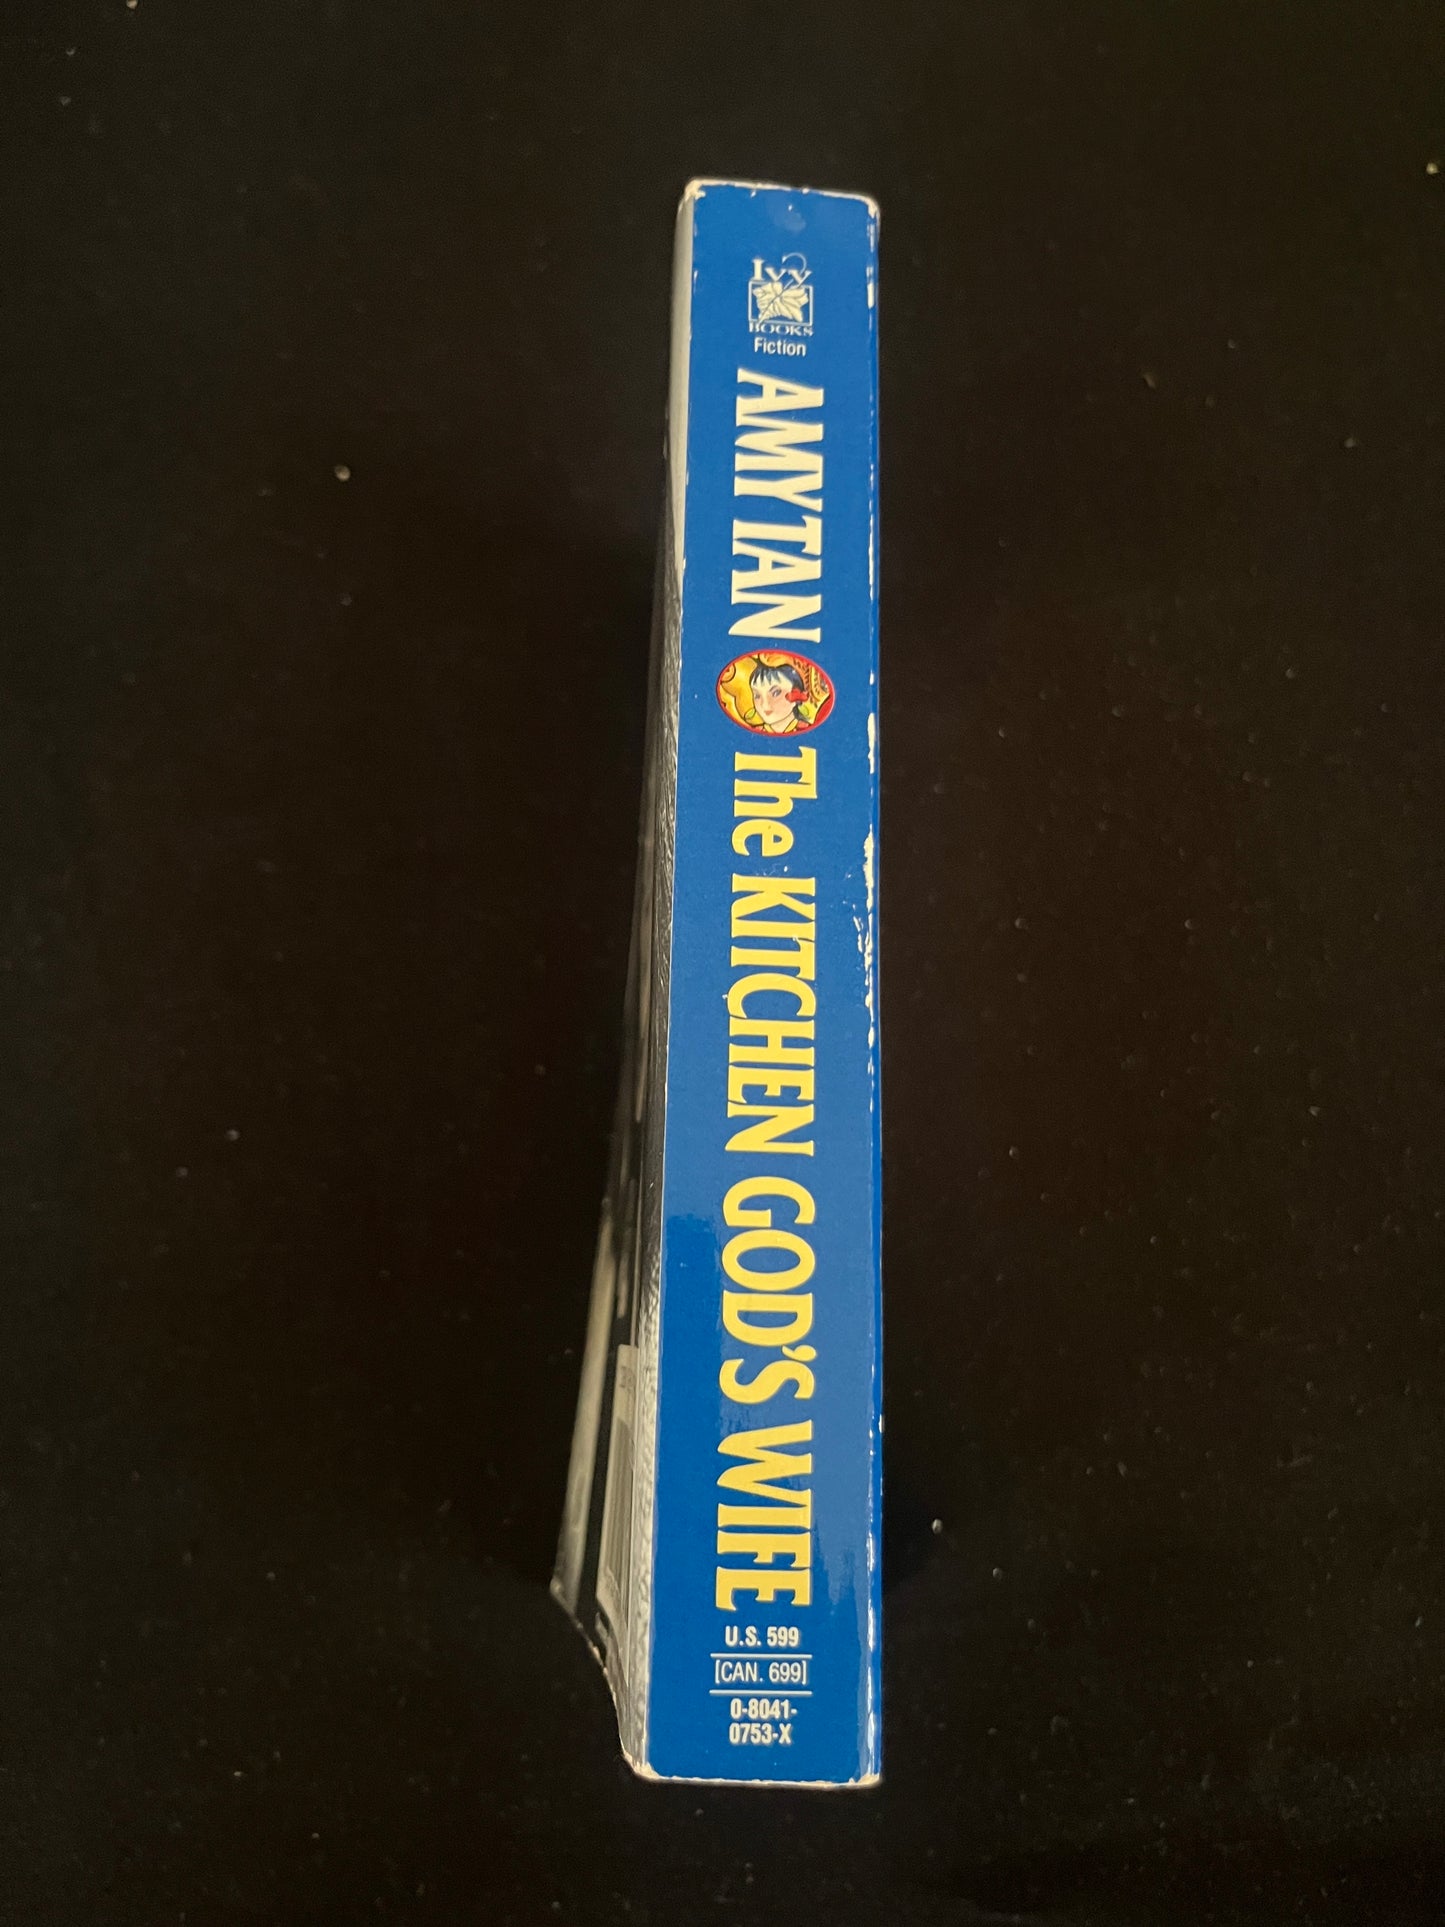 Ivy
BOOKS
Fiction
AMY TAN
The KITCHEN GOD'S WIFE
U.S. 599
[CAN. 699]
0-8041-
0753-X